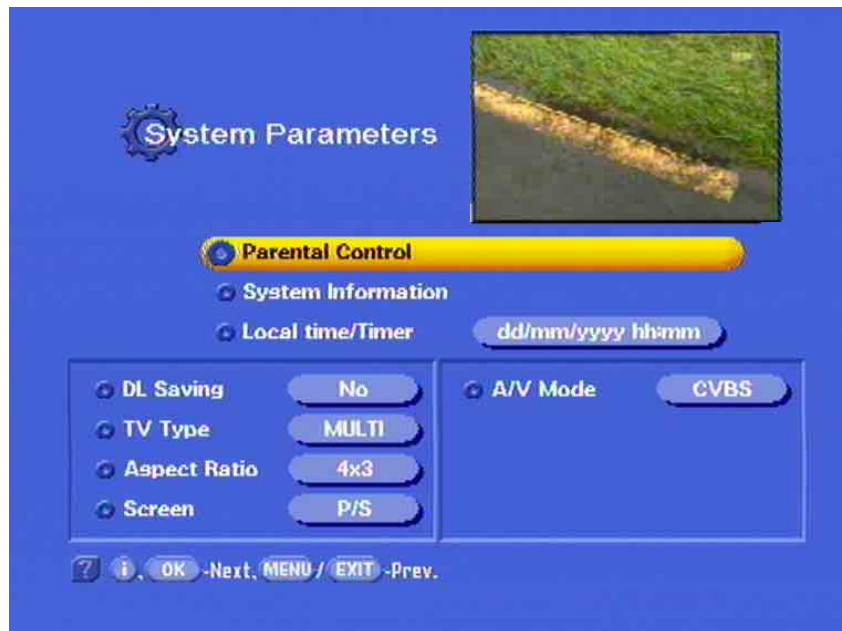 System Parameters
Parental Control
System Information
Local time/Timer dd/mm/yyyy hh:mm
DL Saving No
TV Type MULTI
Aspect Ratio 4x3
Screen P/S
A/V Mode CVBS
? i, OK -Next, MENU / EXIT -Prev.